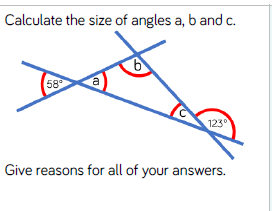 Calculate the size of angles a, b and c.
b
58°
a
c
123°
Give reasons for all of your answers.